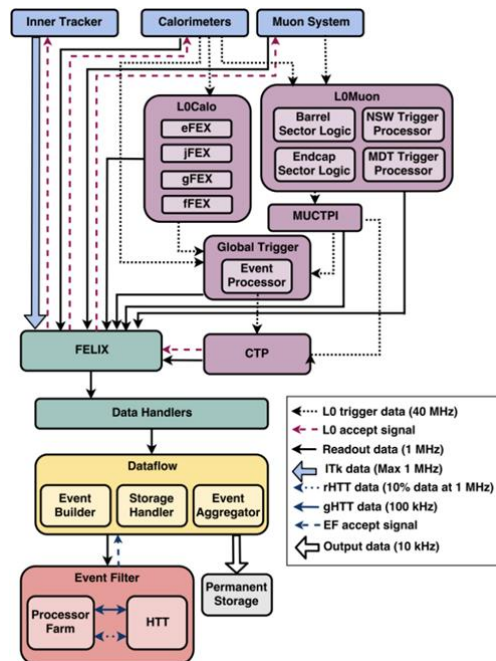 Inner Tracker
Calorimeters
Muon System
L0Calo
eFEX
jFEX
gFEX
fFEX
L0Muon
Barrel
Sector Logic
NSW Trigger
Processor
Endcap
Sector Logic
MDT Trigger
Processor
MUCTPI
Global Trigger
Event
Processor
FELIX
CTP
Data Handlers
Dataflow
Event
Builder
Storage
Handler
Event
Aggregator
Event Filter
Processor
Farm
HTT
Permanent
Storage
L0 trigger data (40 MHz)
L0 accept signal
Readout data (1 MHz)
ITk data (Max 1 MHz)
rHTT data (10% data at 1 MHz)
gHTT data (100 kHz)
EF accept signal
Output data (10 kHz)